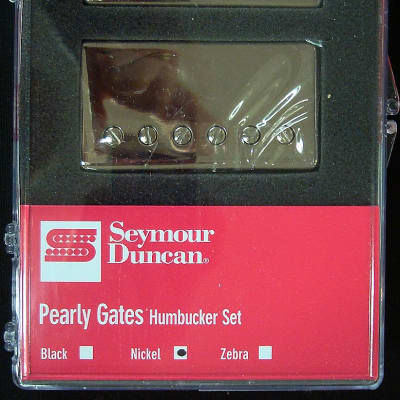 Seymour
Duncan®
Pearly Gates Humbucker Set
Black Nickel Zebra